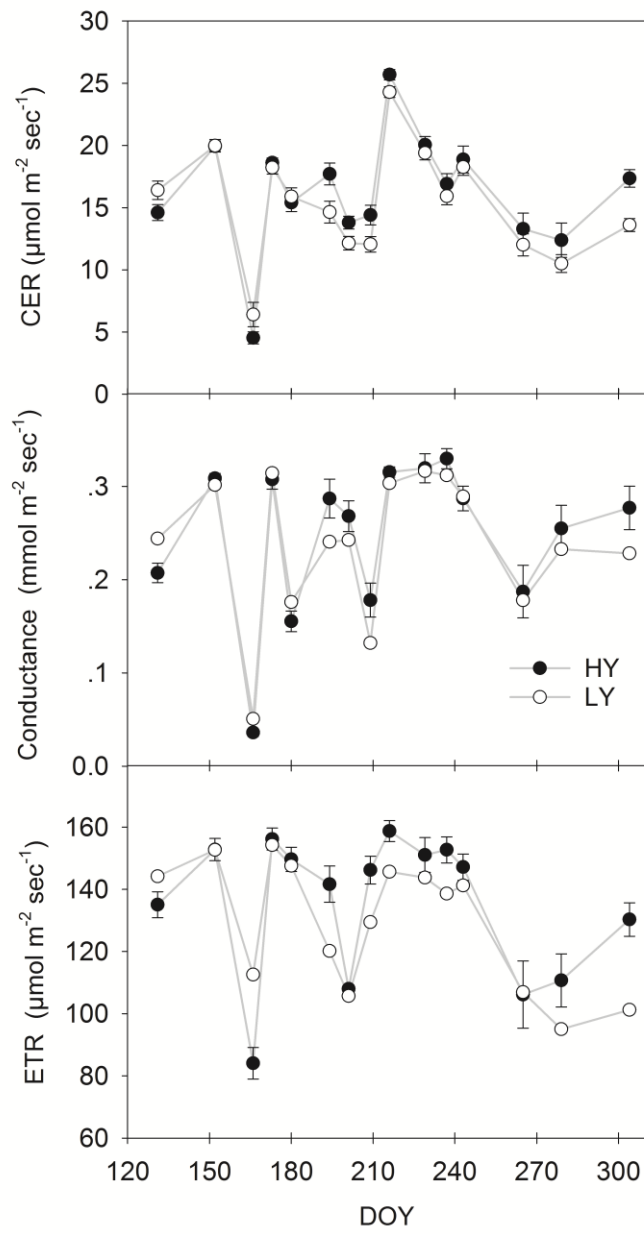 30
25
20
15
10
5
0
CER (µmol m-2 sec-1)
.3
.2
.1
0.0
Conductance (mmol m-2 sec-1)
HY
LY
160
140
120
100
80
60
ETR (µmol m-2 sec-1)
120 150 180 210 240 270 300
DOY